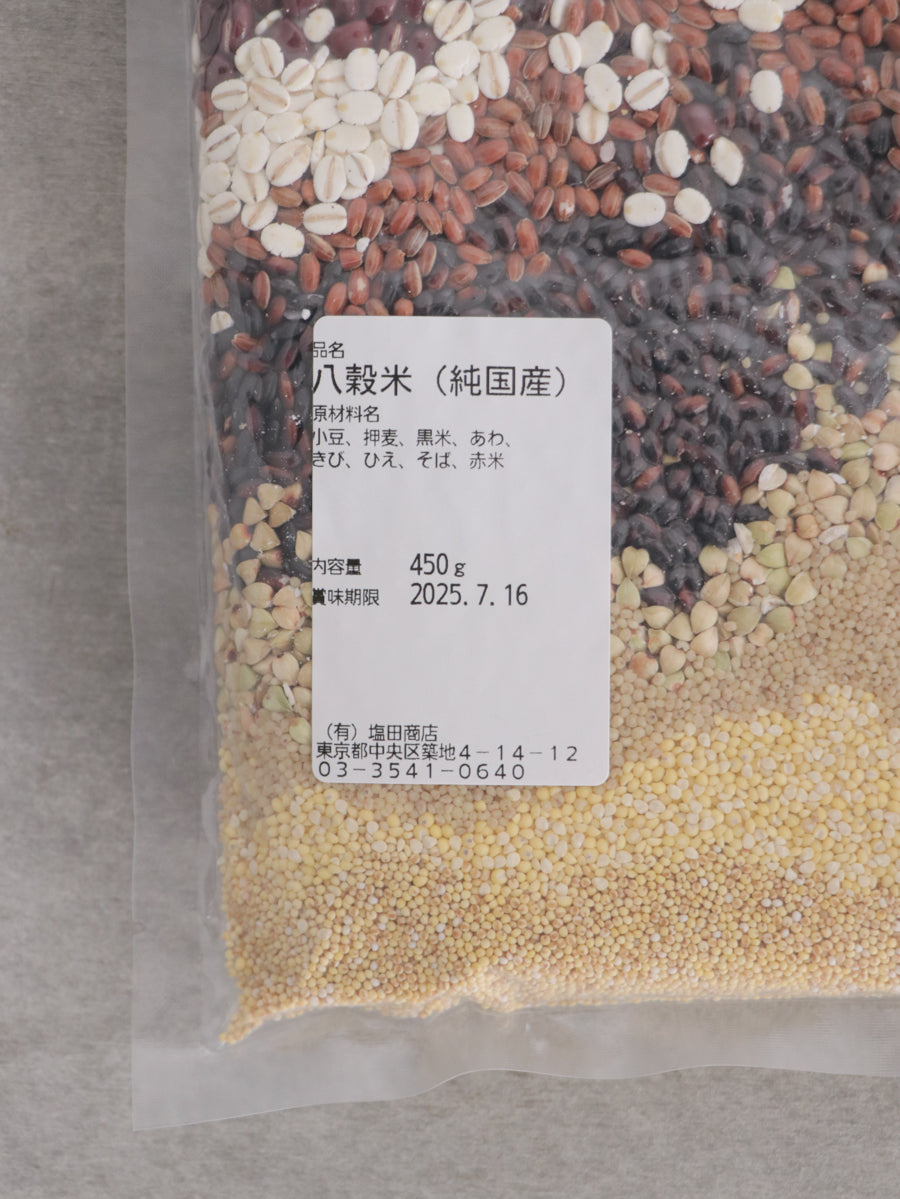 品名
八穀米（純国産）
原材料名
小豆、押麦、黒米、あわ、
きび、ひえ、そば、赤米
内容量 450g
賞味期限 2025.7.16
（有）塩田商店
東京都中央区築地4－14－12
03－3541－0640